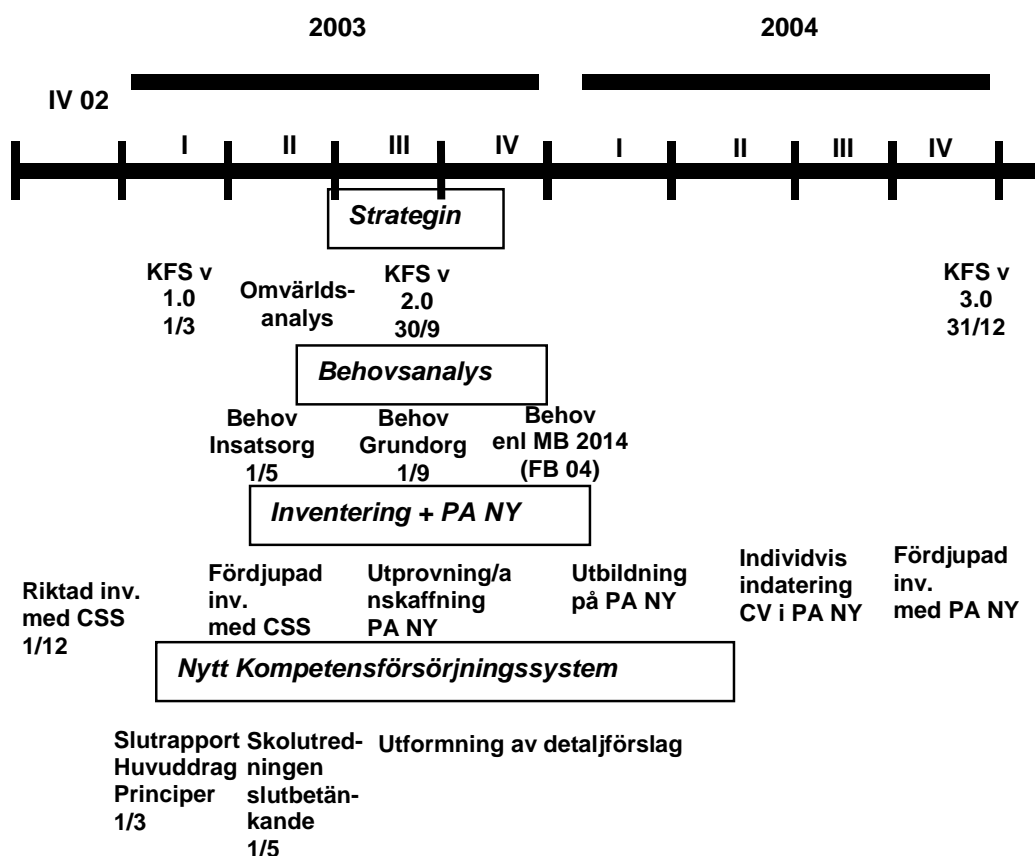 2003
2004
IV 02
I
II
III
IV
I
II
III
IV
Strategin
KFS v
1.0
1/3
Omvärlds-
analys
KFS v
2.0
30/9
KFS v
3.0
31/12
Behovsanalys
Behov
Insatsorg
1/5
Behov
Grundorg
1/9
Behov
enl MB 2014
(FB 04)
Inventering + PA NY
Riktad inv.
med CSS
1/12
Fördjupad
inv.
med CSS
Utprovning/a
nskaffning
PA NY
Utbildning
på PA NY
Individvis
indatering
CV i PA NY
Fördjupad
inv.
med PA NY
Nytt Kompetensförsörjningssystem
Slutrapport
Huvuddrag
Principer
1/3
Skolutred-
ningen
slutbetän-
kande
1/5
Utformning av detaljförslag